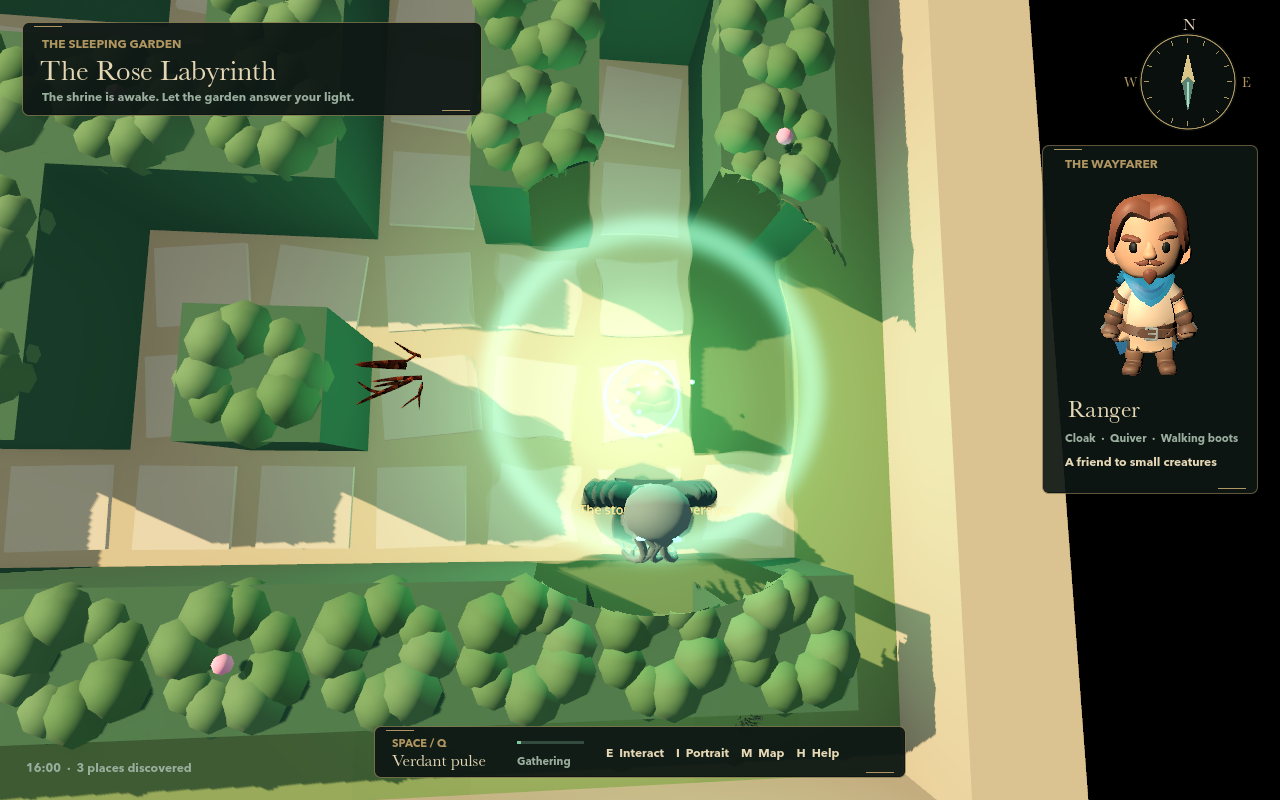 THE SLEEPING GARDEN
The Rose Labyrinth
The shrine is awake. Let the garden answer your light.
N
W
E
THE WAYFARER
Ranger
Cloak · Quiver · Walking boots
A friend to small creatures
The
SPACE / Q
Verdant pulse
Gathering
E Interact I Portrait M Map H Help
16:00 · 3 places discovered